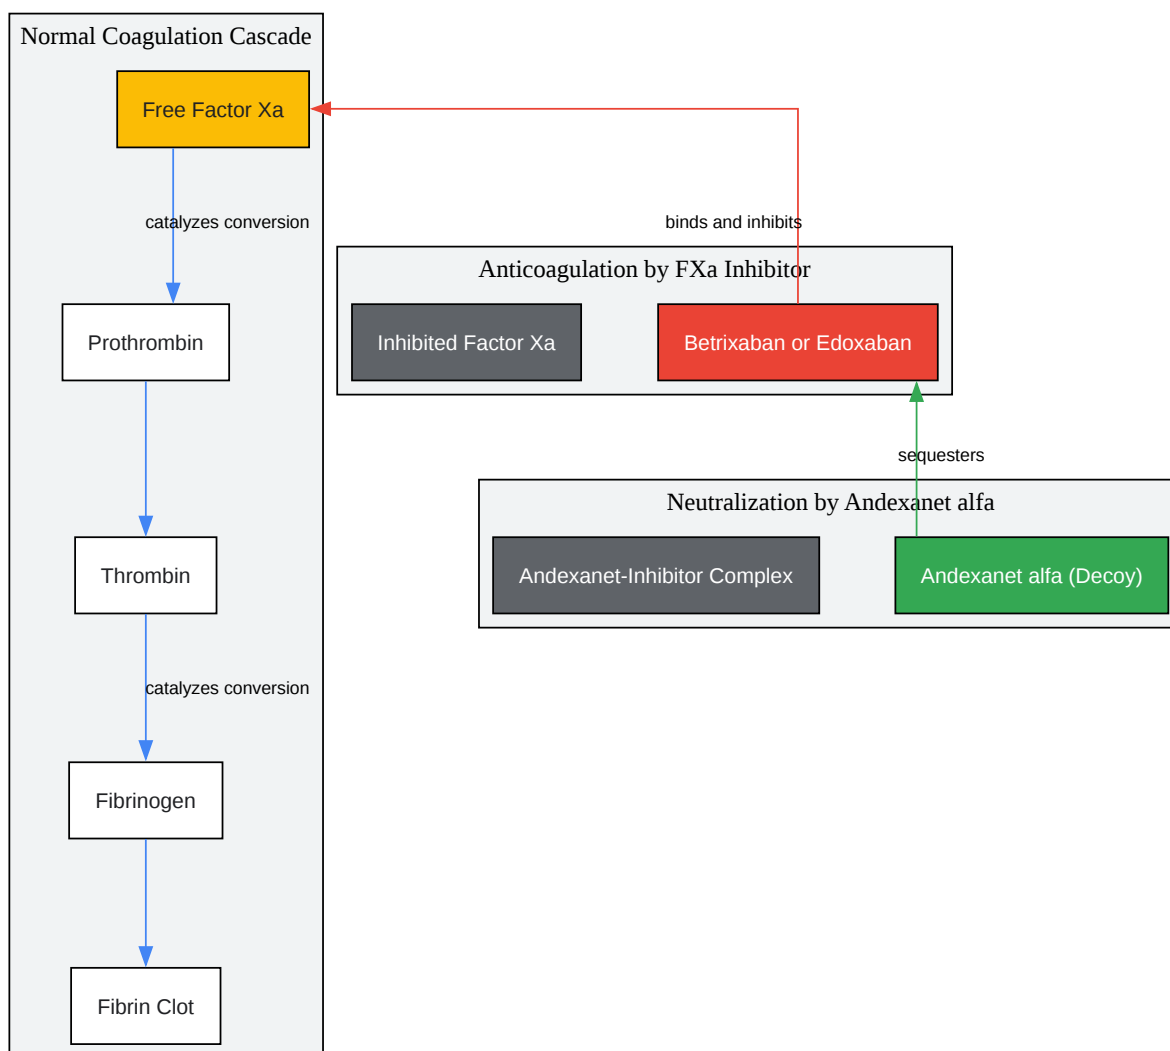 Normal Coagulation Cascade
Free Factor Xa
catalyzes conversion
binds and inhibits
Anticoagulation by FXa Inhibitor
Prothrombin
Inhibited Factor Xa
Betrixaban or Edoxaban
sequesters
Neutralization by Andexanet alfa
Thrombin
Andexanet-Inhibitor Complex
Andexanet alfa (Decoy)
catalyzes conversion
Fibrinogen
Fibrin Clot